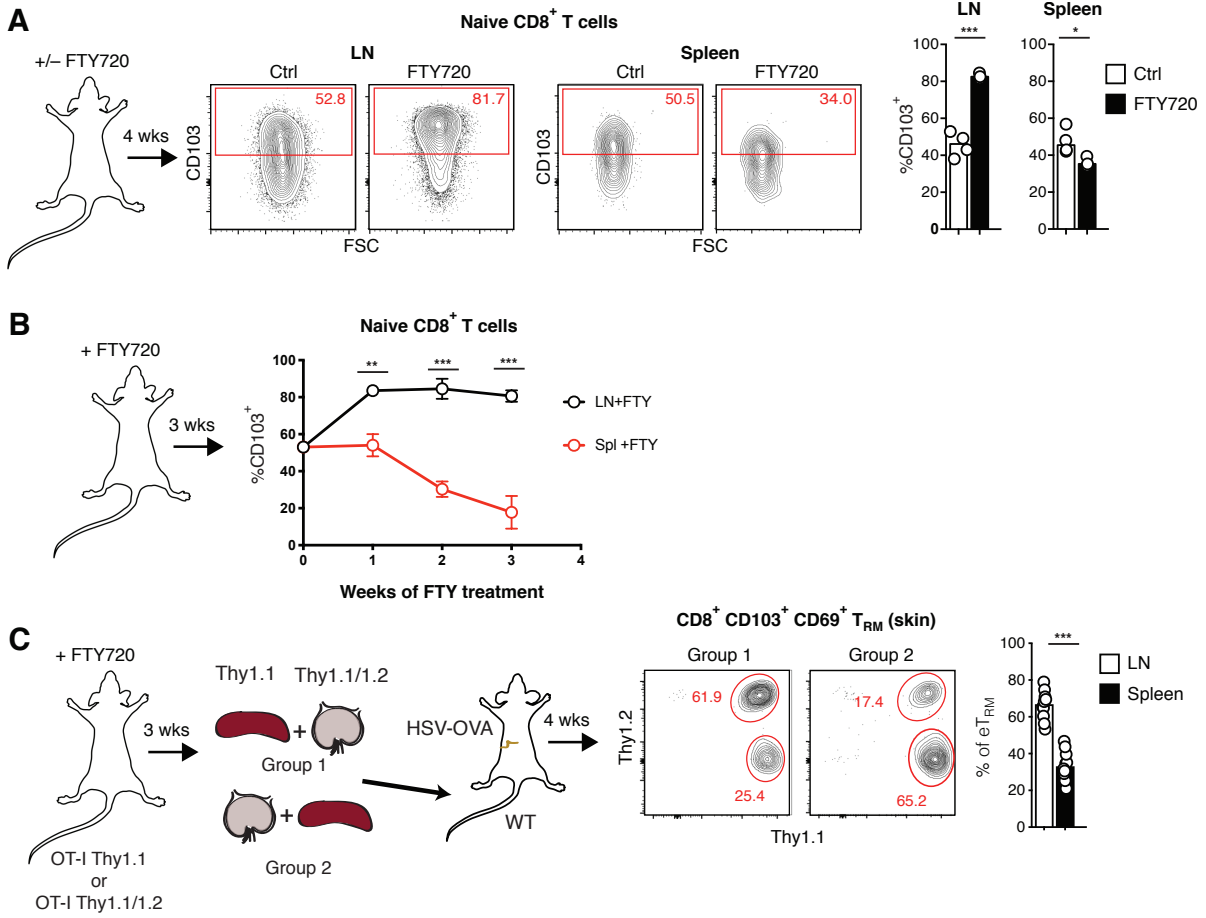 A
Naive CD8+ T cells
+/– FTY720
4 wks
LN
Spleen
Ctrl
FTY720
Ctrl
FTY720
52.8
81.7
50.5
34.0
CD103
CD103
FSC
FSC
LN
Spleen
***
*
%CD103+
100
80
60
40
20
0
100
80
60
40
20
0
Ctrl
FTY720
B
Naive CD8+ T cells
+ FTY720
3 wks
%CD103+
100
80
60
40
20
0
**
***
***
0
1
2
3
4
Weeks of FTY treatment
LN+FTY
Spl +FTY
C
+ FTY720
3 wks
OT-I Thy1.1
or
OT-I Thy1.1/1.2
Thy1.1
Thy1.1/1.2
+
Group 1
+
Group 2
HSV-OVA
WT
4 wks
CD8+ CD103+ CD69+ TRM (skin)
Group 1
Group 2
61.9
25.4
17.4
65.2
Thy1.2
Thy1.1
***
% of eTRM
100
80
60
40
20
0
LN
Spleen